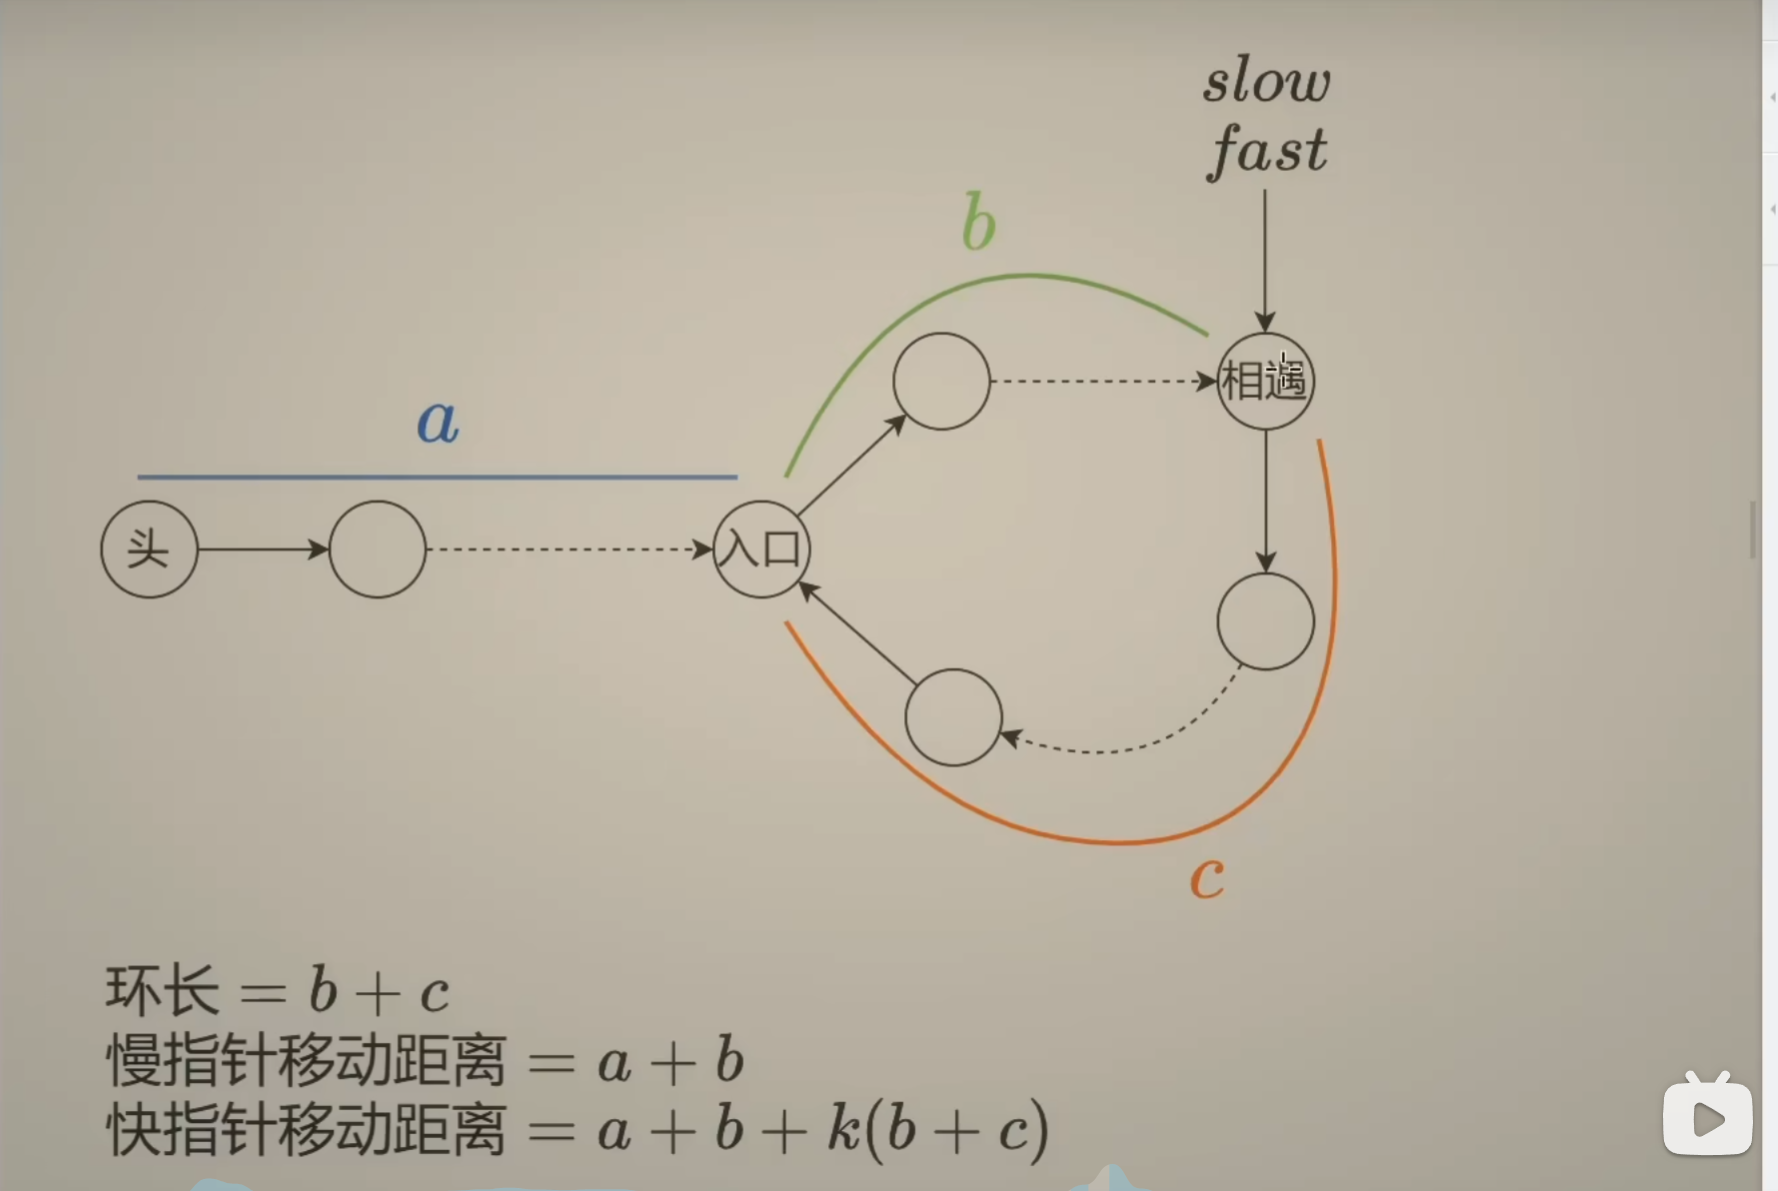 slow
fast
b
相遇
a
头
入口
c
环长 = b + c
慢指针移动距离 = a + b
快指针移动距离 = a + b + k(b + c)